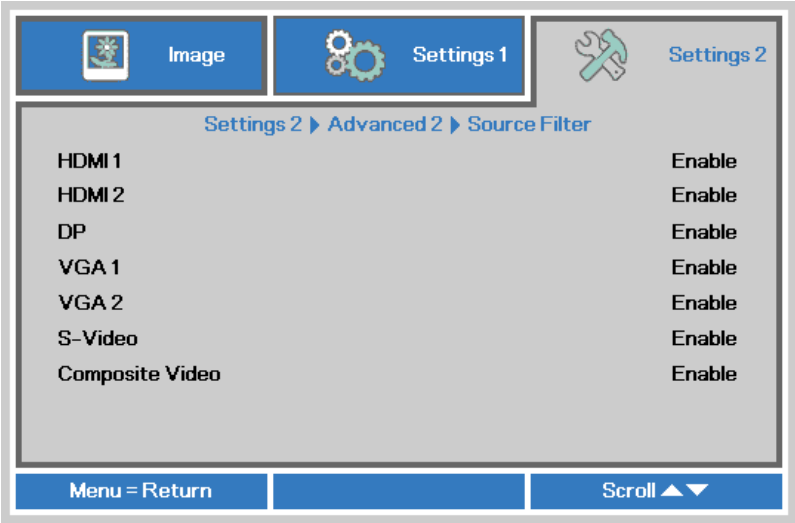 Image Settings 1 Settings 2
Settings 2 ▶ Advanced 2 ▶ Source Filter
HDMI 1 Enable
HDMI 2 Enable
DP Enable
VGA 1 Enable
VGA 2 Enable
S-Video Enable
Composite Video Enable
Menu = Return Scroll ▲▼